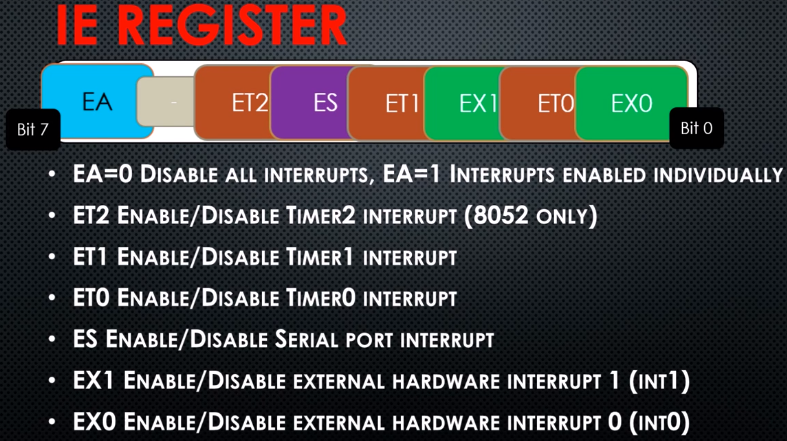 IE REGISTER
EA - ET2 ES ET1 EX1 ET0 EX0
Bit 7 Bit 0
• EA=0 DISABLE ALL INTERRUPTS, EA=1 INTERRUPTS ENABLED INDIVIDUALLY
• ET2 ENABLE/DISABLE TIMER2 INTERRUPT (8052 ONLY)
• ET1 ENABLE/DISABLE TIMER1 INTERRUPT
• ET0 ENABLE/DISABLE TIMER0 INTERRUPT
• ES ENABLE/DISABLE SERIAL PORT INTERRUPT
• EX1 ENABLE/DISABLE EXTERNAL HARDWARE INTERRUPT 1 (INT1)
• EX0 ENABLE/DISABLE EXTERNAL HARDWARE INTERRUPT 0 (INT0)